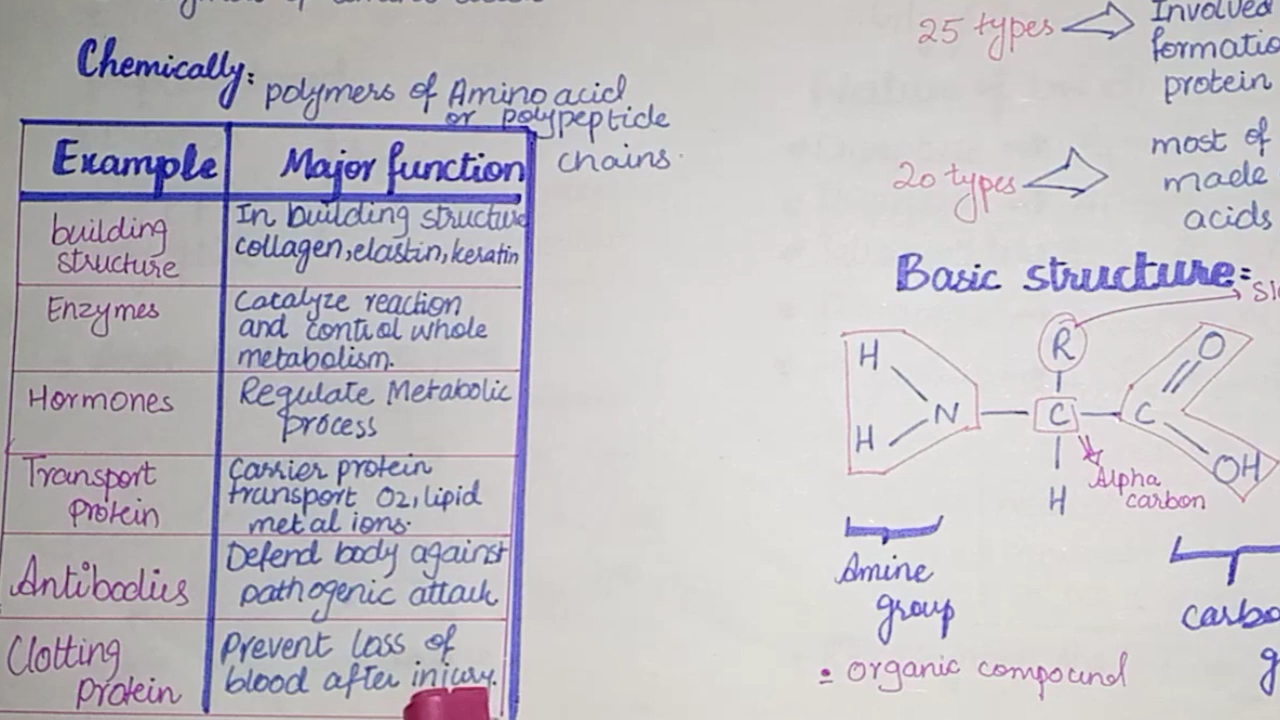 Chemically:
polymers of Amino acid
or polypeptide
chains.
Example
Major function
building
structure
In building structure
collagen, elastin, keratin
Enzymes
Catalyze reaction
and control whole
metabolism.
Hormones
Regulate Metabolic
process
Transport
protein
Carrier protein
transport O2, lipid
metal ions.
Antibodies
Defend body against
pathogenic attack
Clotting
protein
Prevent loss of
blood after injury.
25 types
Involved
formatio
protein
20 types
most of
made
acids
Basic structure:
H
H
N
R
C
H
C
O
OH
Alpha
carbon
Amine
group
carbo
g
: organic compound